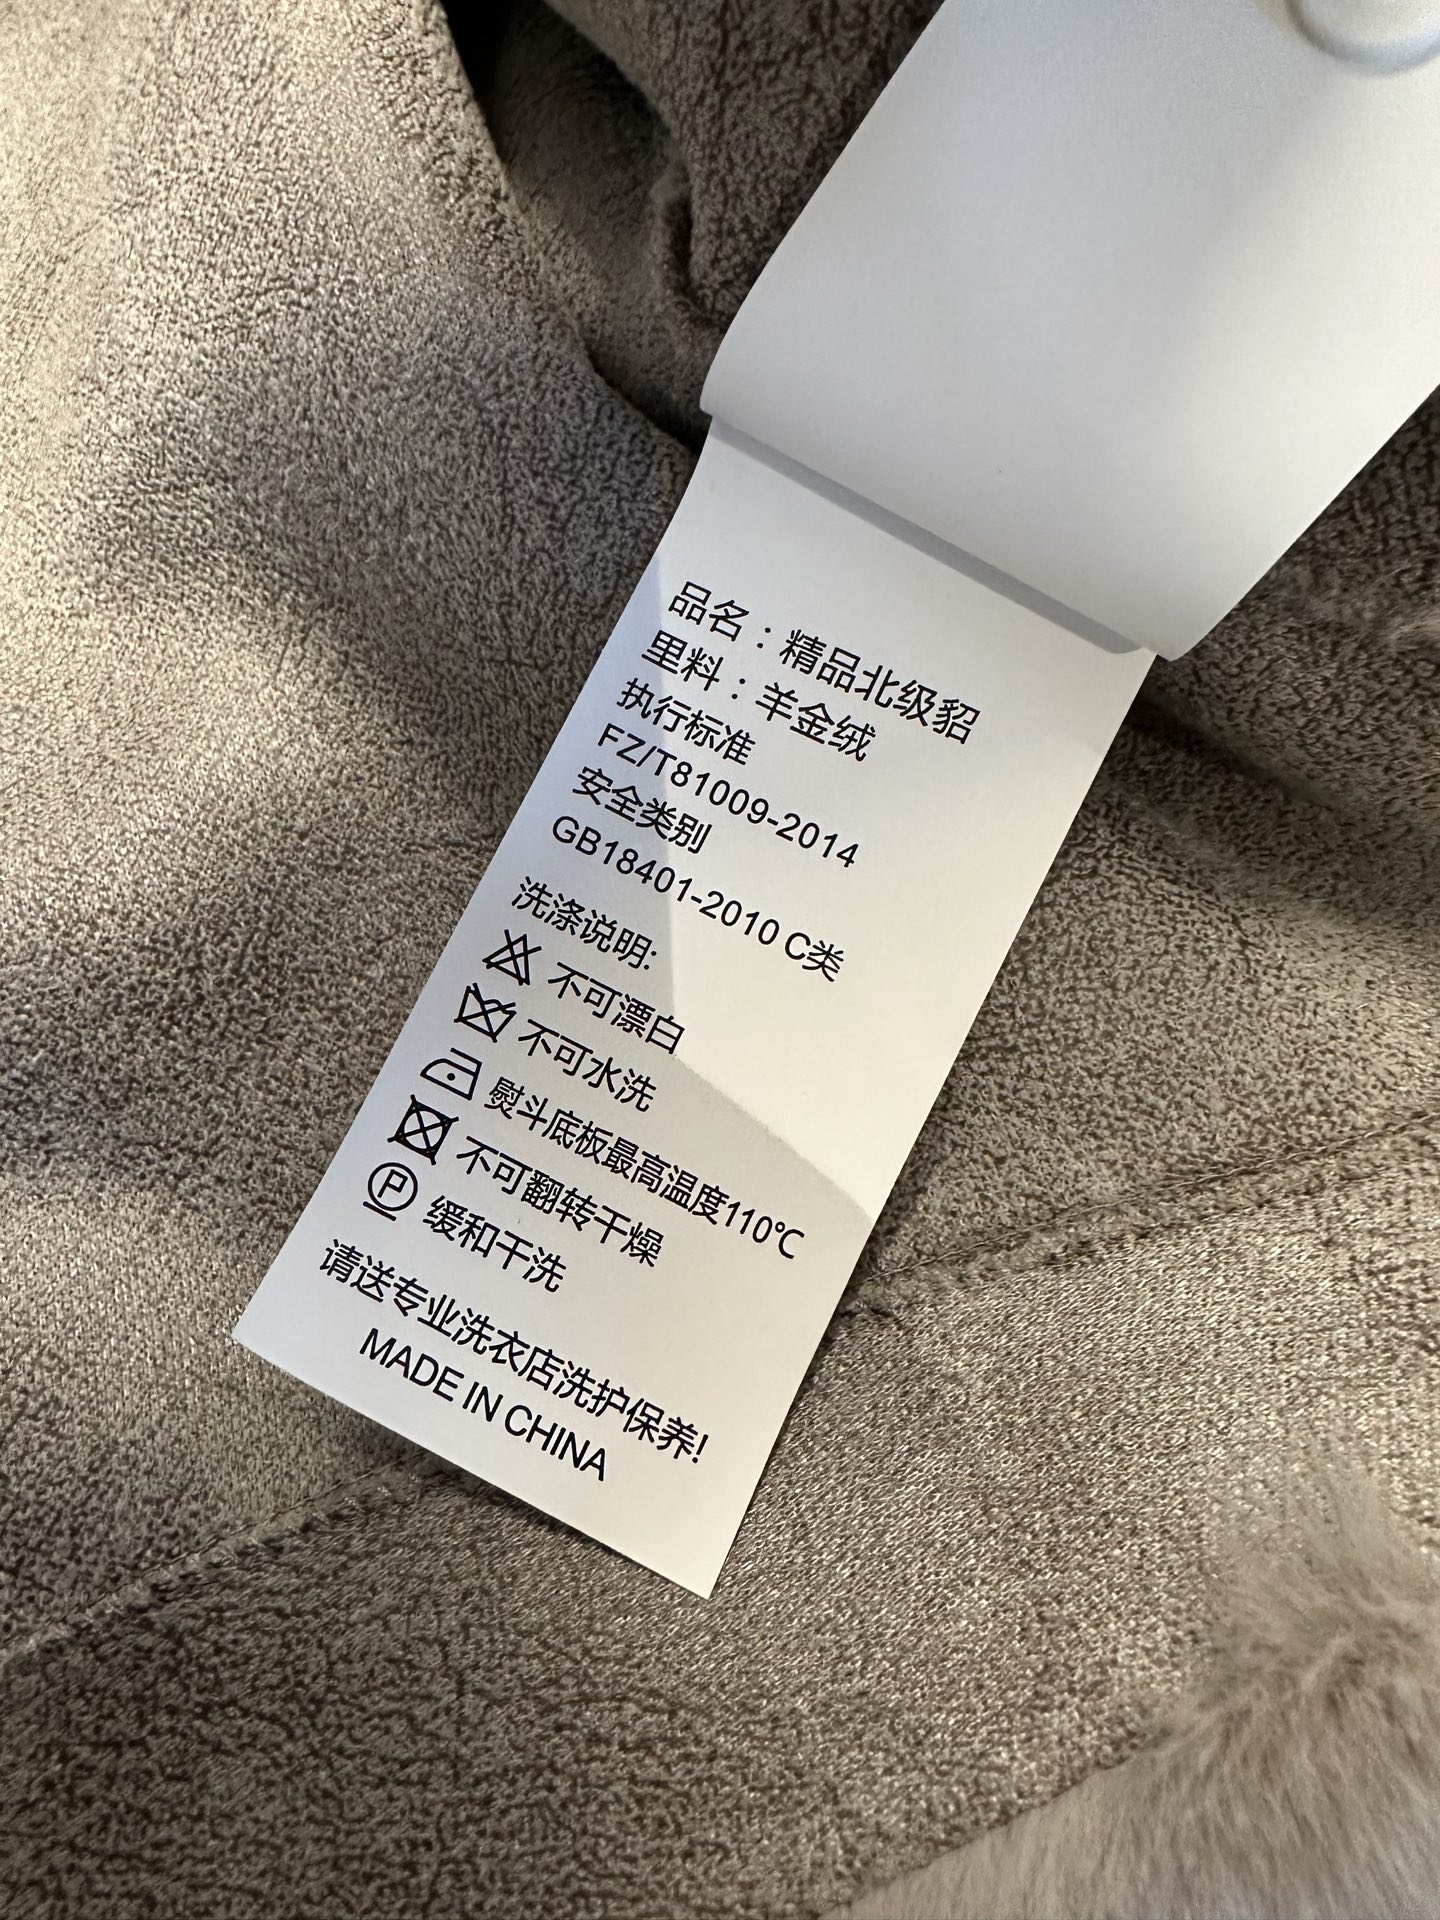 品名：精品北级貂
里料：羊金绒
执行标准
FZ/T81009-2014
安全类别
GB18401-2010 C类
洗涤说明:
不可漂白
不可水洗
熨斗底板最高温度110℃
不可翻转干燥
P 缓和干洗
请送专业洗衣店洗护保养!
MADE IN CHINA